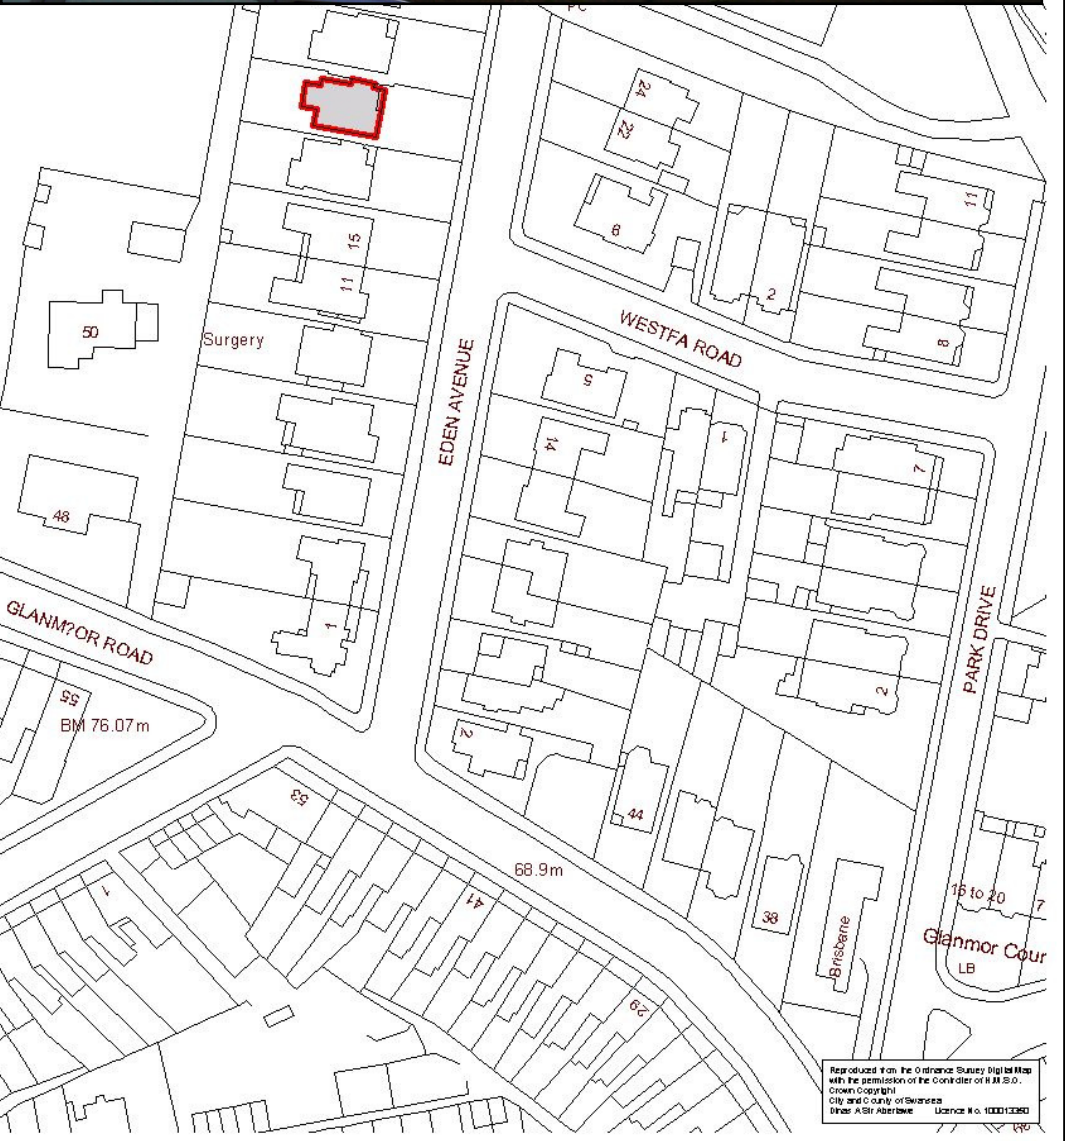 PC
24
22
6
11
15
11
2
50
Surgery
WESTFA ROAD
8
5
EDEN AVENUE
14
1
7
48
GLANM?OR ROAD
1
PARK DRIVE
2
55
BM 76.07m
2
53
44
68.9m
41
1
38
16 to 20
7
Brisbane
Glanmor Cour
LB
29
Reproduced from the Ordnance Survey Digital Map
with the permission of the Controller of H.M.S.O.
Crown Copyright
City and County of Swansea
Dinas A Sir Abertawe Licence No. 100013390